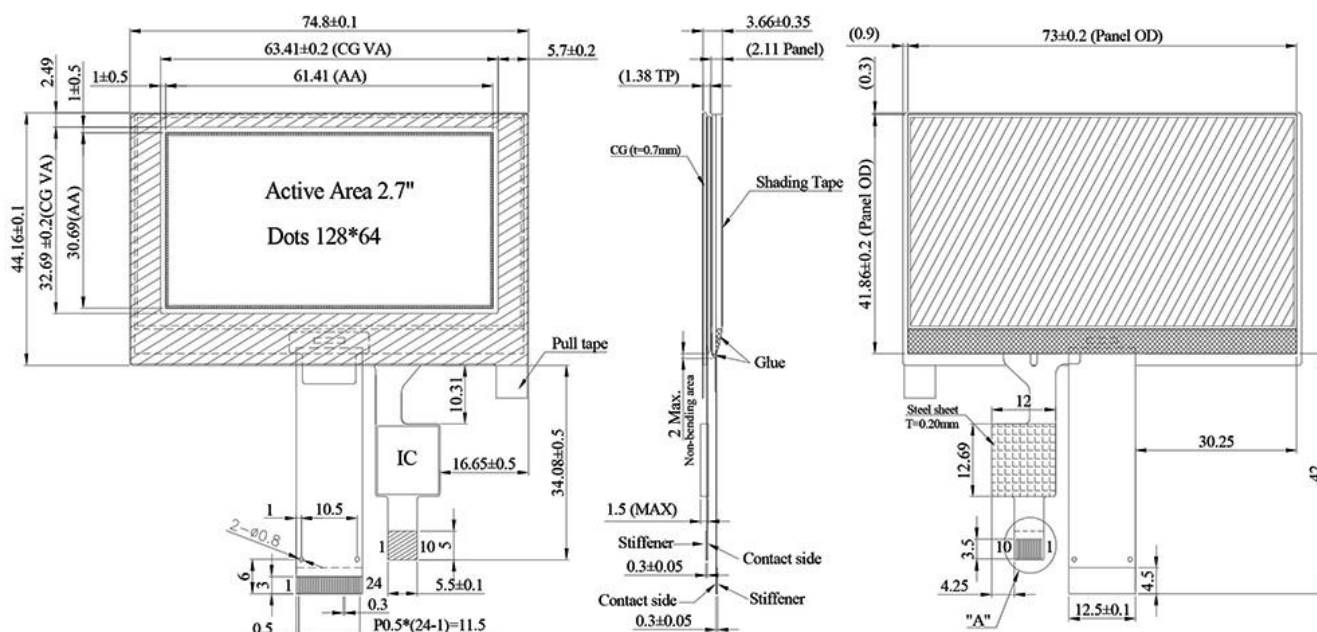 74.8±0.1
63.41±0.2 (CG VA)
5.7±0.2
61.41 (AA)
1±0.5
2.49
1±0.5
44.16±0.1
32.69 ±0.2(CG VA)
30.69(AA)
Active Area 2.7"
Dots 128*64
Pull tape
10.31
34.08±0.5
IC
16.65±0.5
1
10.5
2-ø0.8
1
10
5
6
3
1
24
5.5±0.1
0.3
0.5
P0.5*(24-1)=11.5
3.66±0.35
(2.11 Panel)
(1.38 TP)
CG (t=0.7mm)
Shading Tape
Glue
2 Max.
Non-bending area
1.5 (MAX)
Stiffener
Contact side
0.3±0.05
Contact side
Stiffener
0.3±0.05
(0.9)
73±0.2 (Panel OD)
(0.3)
41.86±0.2 (Panel OD)
12
Steel sheet
T=0.20mm
12.69
30.25
10
1
3.5
4.25
"A"
4.5
12.5±0.1